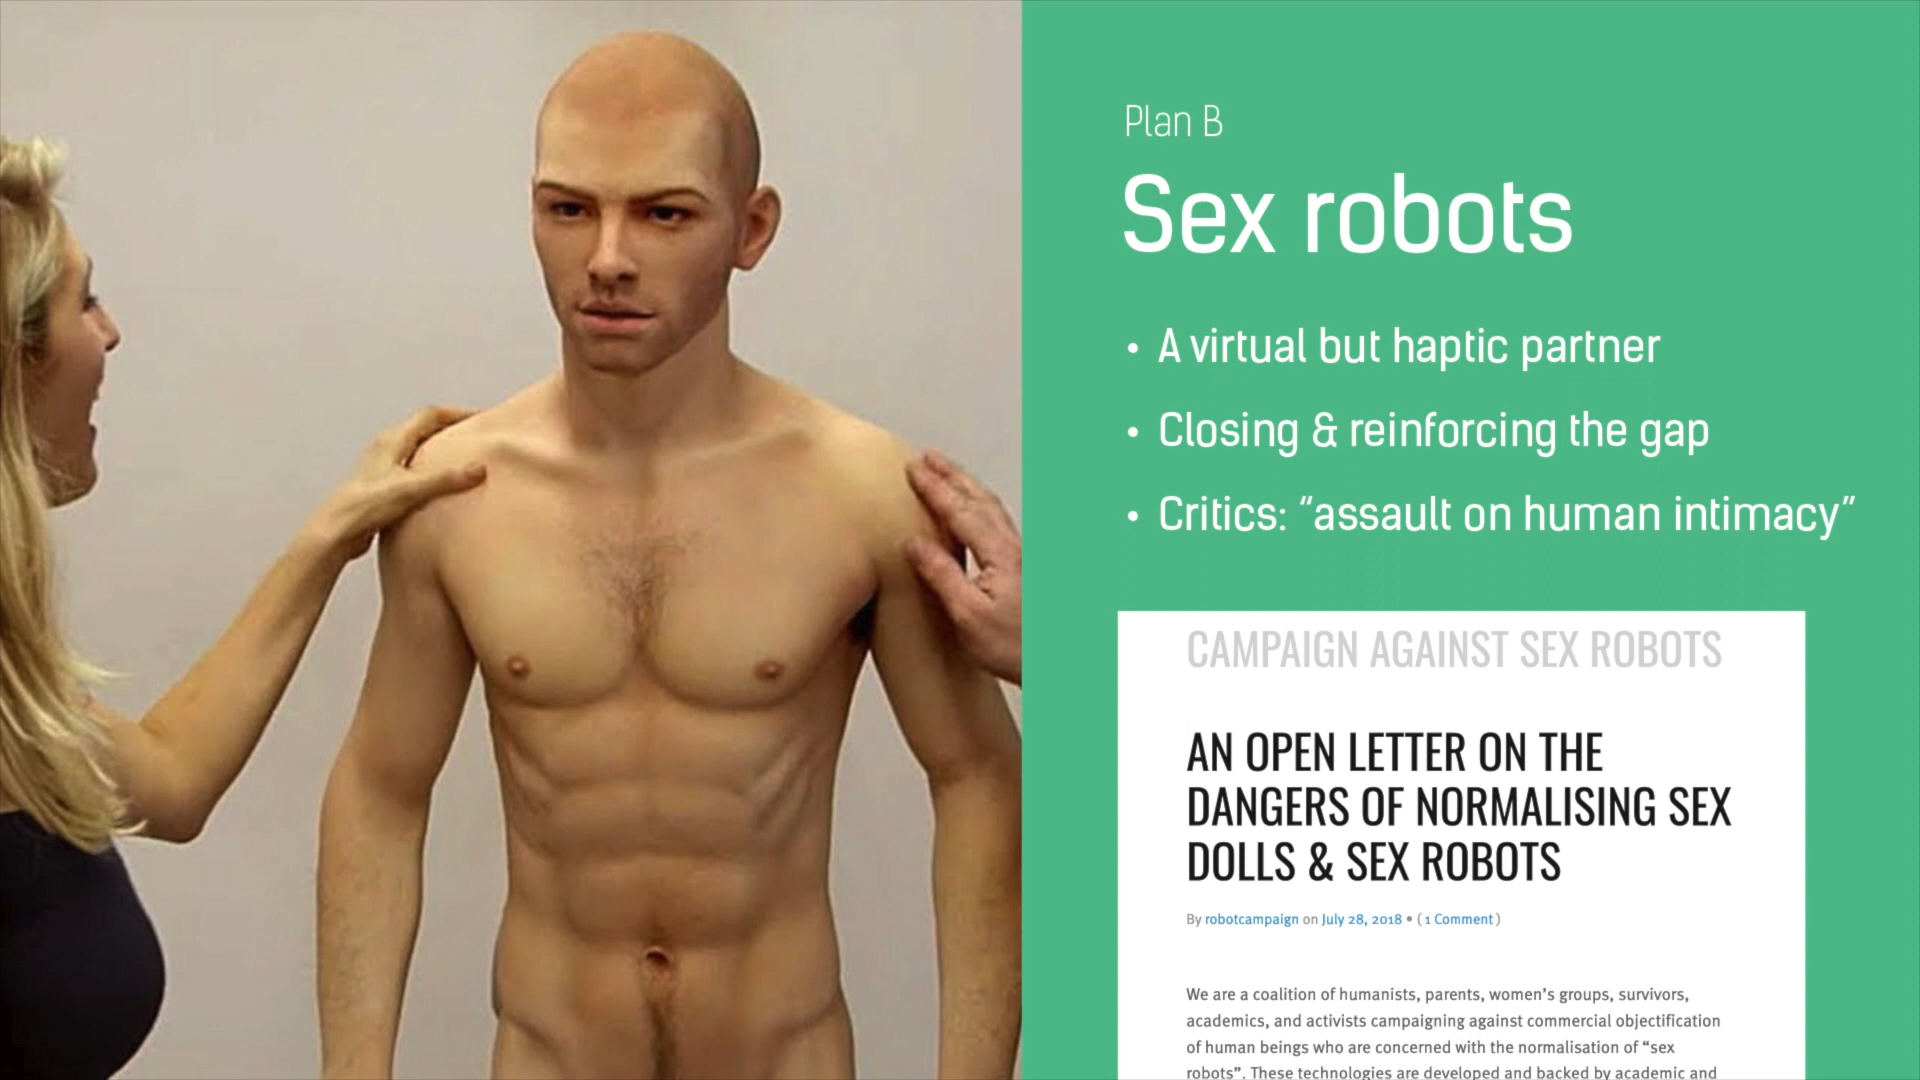 Plan B
Sex robots
• A virtual but haptic partner
• Closing & reinforcing the gap
• Critics: “assault on human intimacy”
CAMPAIGN AGAINST SEX ROBOTS
AN OPEN LETTER ON THE
DANGERS OF NORMALISING SEX
DOLLS & SEX ROBOTS
By robotcampaign on July 28, 2018 • ( 1 Comment )
We are a coalition of humanists, parents, women’s groups, survivors,
academics, and activists campaigning against commercial objectification
of human beings who are concerned with the normalisation of “sex
robots”. These technologies are developed and backed by academic and